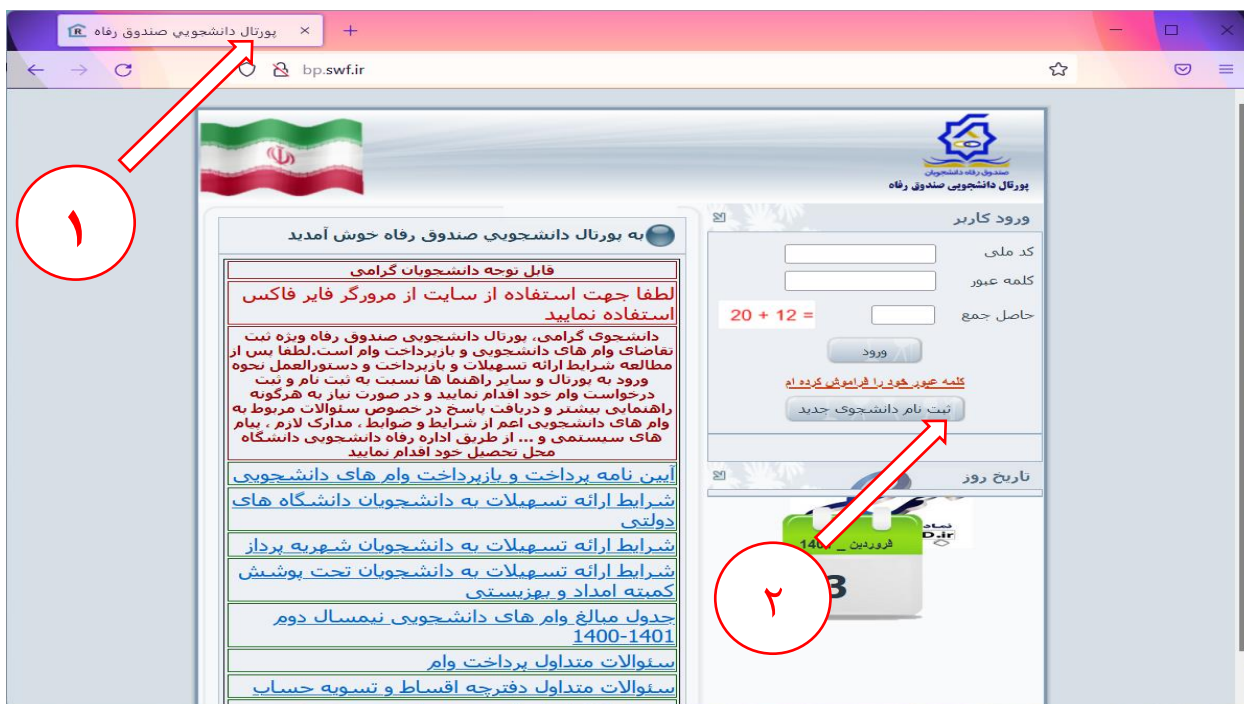 پورتال دانشجويي صندوق رفاه
bp.swf.ir
۱
صندوق رفاه دانشجویان
پورتال دانشجویی صندوق رفاه
ورود کاربر
کد ملی
کلمه عبور
حاصل جمع
20 + 12 =
ورود
کلمه عبور خود را فراموش کرده ام
ثبت نام دانشجوی جدید
تاریخ روز
فروردین _
3
۲
به پورتال دانشجويي صندوق رفاه خوش آمدید
قابل توجه دانشجویان گرامی
لطفا جهت استفاده از سایت از مرورگر فایر فاکس
استفاده نمایید
دانشجوی گرامی، پورتال دانشجویی صندوق رفاه ویژه ثبت
تقاضای وام های دانشجویی و بازپرداخت وام است.لطفا پس از
مطالعه شرایط ارائه تسهیلات و بازپرداخت و دستورالعمل نحوه
ورود به پورتال و سایر راهنما ها نسبت به ثبت نام و ثبت
درخواست وام خود اقدام نمایید و در صورت نیاز به هرگونه
راهنمایی بیشتر و دریافت پاسخ در خصوص سئوالات مربوط به
وام های دانشجویی اعم از شرایط و ضوابط ، مدارک لازم ، پیام
های سیستمی و ... از طریق اداره رفاه دانشجویی دانشگاه
محل تحصیل خود اقدام نمایید
آیین نامه پرداخت و بازپرداخت وام های دانشجویی
شرایط ارائه تسهیلات به دانشجویان دانشگاه های
دولتی
شرایط ارائه تسهیلات به دانشجویان شهریه پرداز
شرایط ارائه تسهیلات به دانشجویان تحت پوشش
کمیته امداد و بهزیستی
جدول مبالغ وام های دانشجویی نیمسال دوم
1400-1401
سئوالات متداول پرداخت وام
سئوالات متداول دفترچه اقساط و تسویه حساب